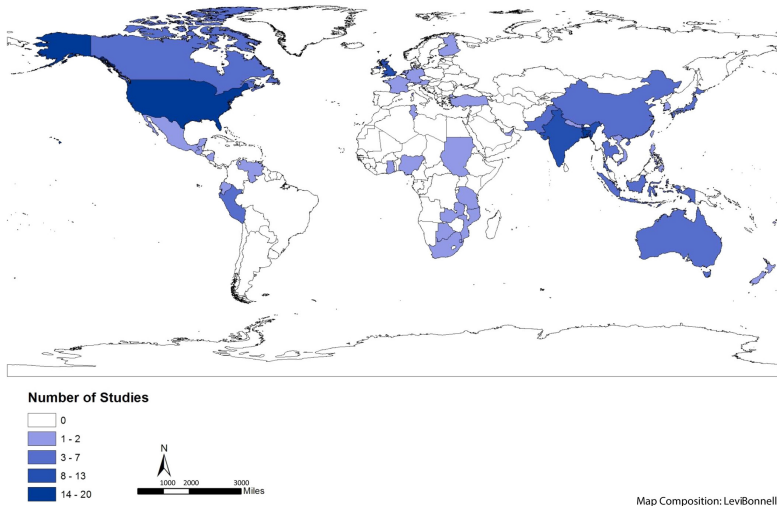 Number of Studies
0
1 - 2
3 - 7
8 - 13
14 - 20
N
1000 2000 3000
Miles
Map Composition: LeviBonnell